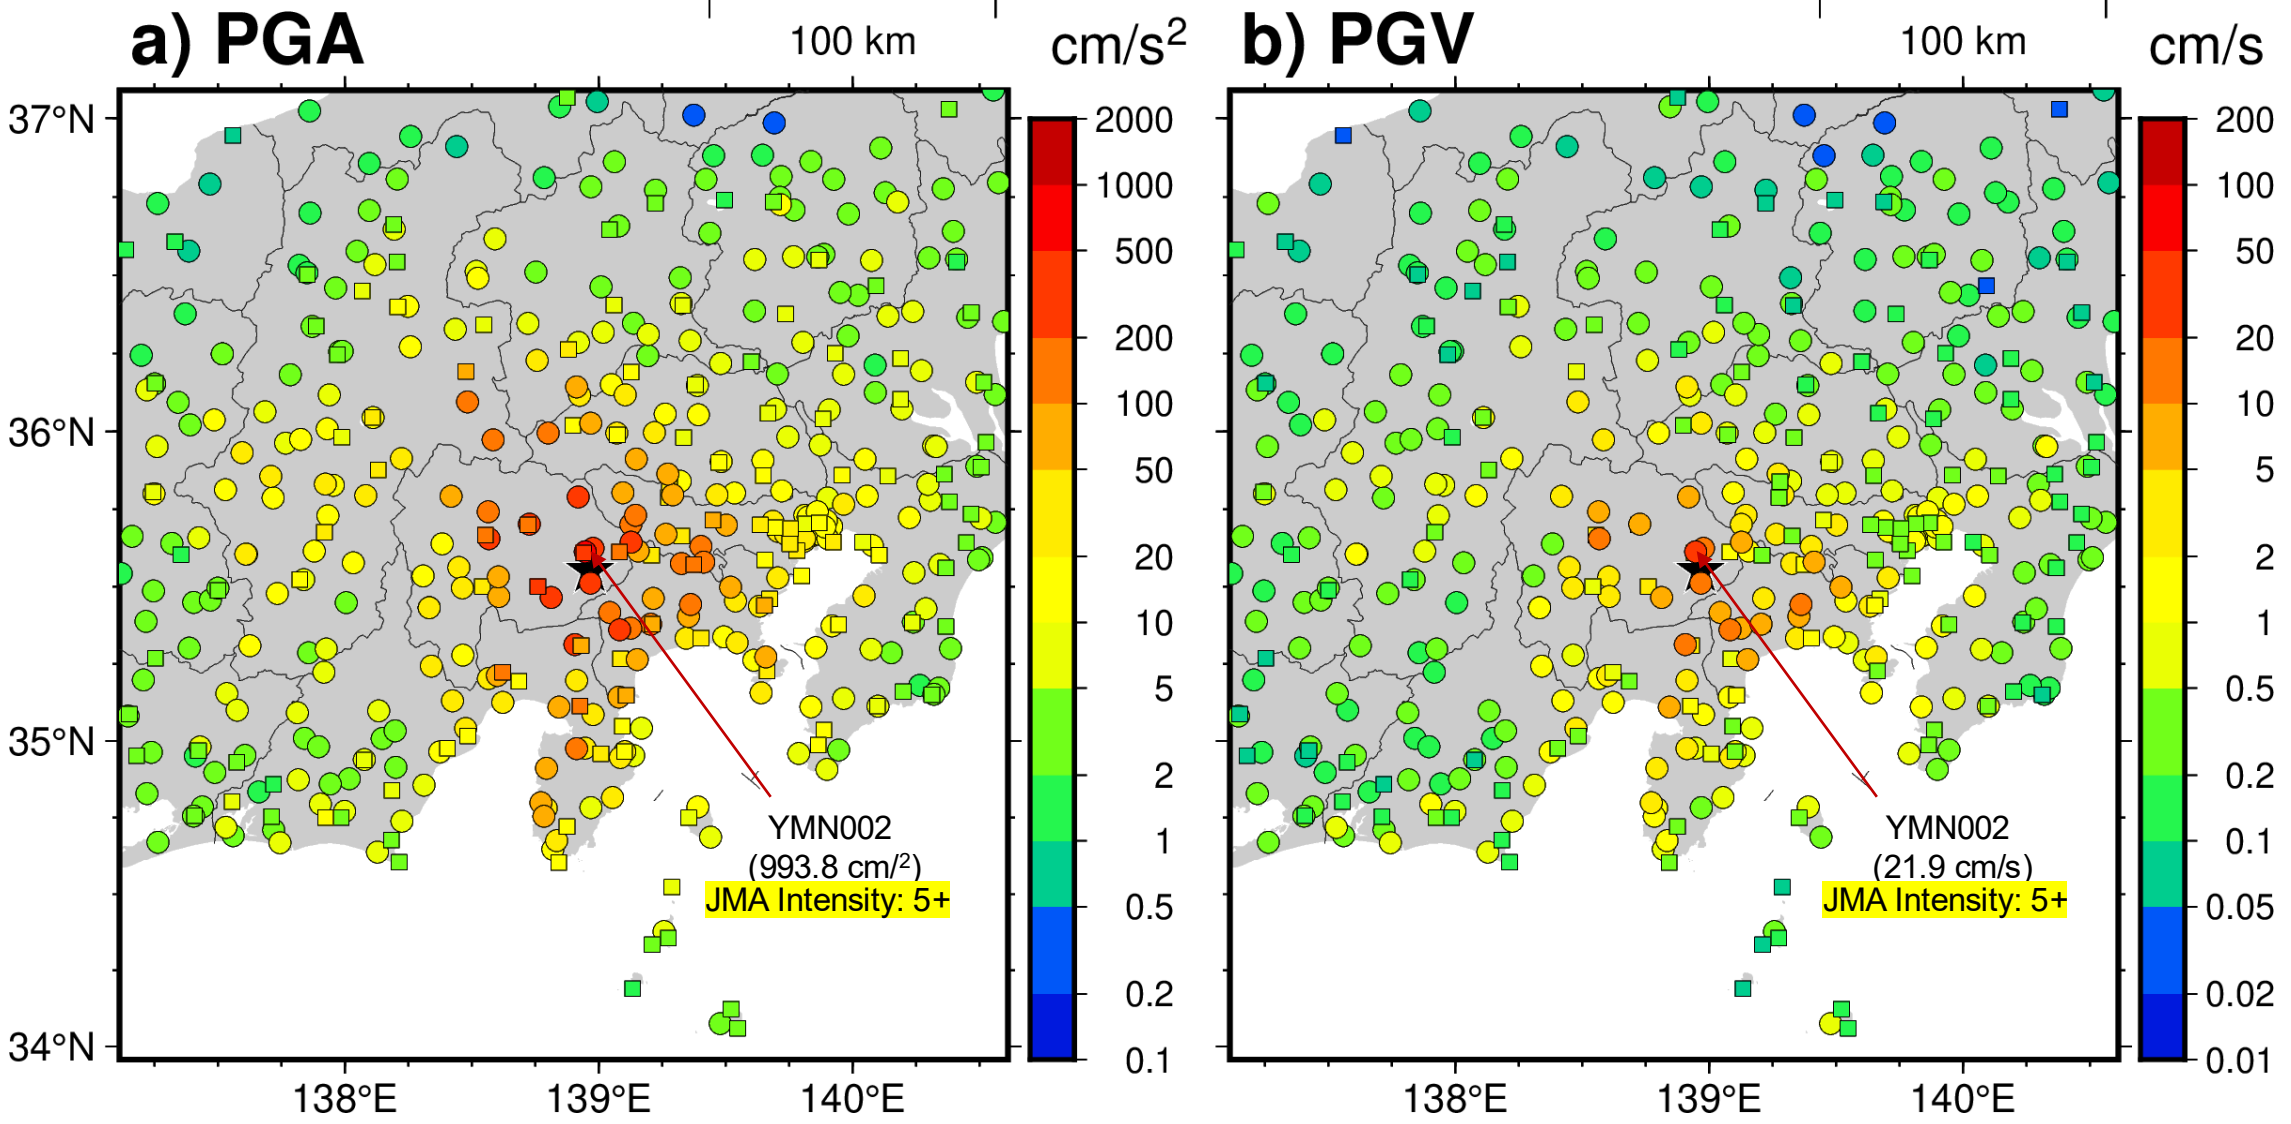 a) PGA
100 km
cm/s²
37°N
36°N
35°N
34°N
138°E
139°E
140°E
2000
1000
500
200
100
50
20
10
5
2
1
0.5
0.2
0.1
YMN002
(993.8 cm/²)
JMA Intensity: 5+
b) PGV
100 km
cm/s
138°E
139°E
140°E
200
100
50
20
10
5
2
1
0.5
0.2
0.1
0.05
0.02
0.01
YMN002
(21.9 cm/s)
JMA Intensity: 5+